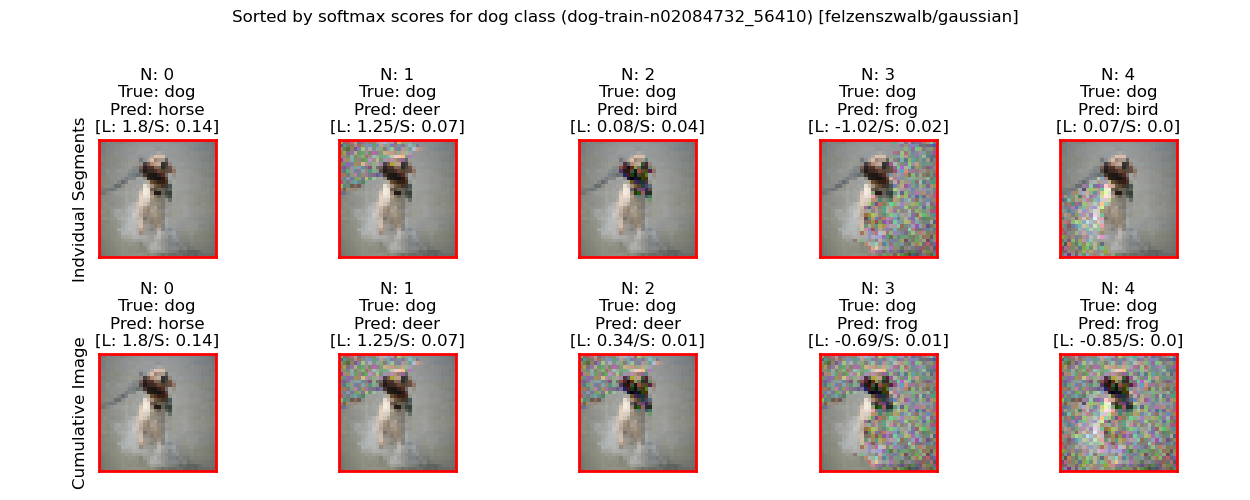 Sorted by softmax scores for dog class (dog-train-n02084732_56410) [felzenszwalb/gaussian]
Indvidual Segments
N: 0
True: dog
Pred: horse
[L: 1.8/S: 0.14]
N: 1
True: dog
Pred: deer
[L: 1.25/S: 0.07]
N: 2
True: dog
Pred: bird
[L: 0.08/S: 0.04]
N: 3
True: dog
Pred: frog
[L: -1.02/S: 0.02]
N: 4
True: dog
Pred: bird
[L: 0.07/S: 0.0]
Cumulative Image
N: 0
True: dog
Pred: horse
[L: 1.8/S: 0.14]
N: 1
True: dog
Pred: deer
[L: 1.25/S: 0.07]
N: 2
True: dog
Pred: deer
[L: 0.34/S: 0.01]
N: 3
True: dog
Pred: frog
[L: -0.69/S: 0.01]
N: 4
True: dog
Pred: frog
[L: -0.85/S: 0.0]